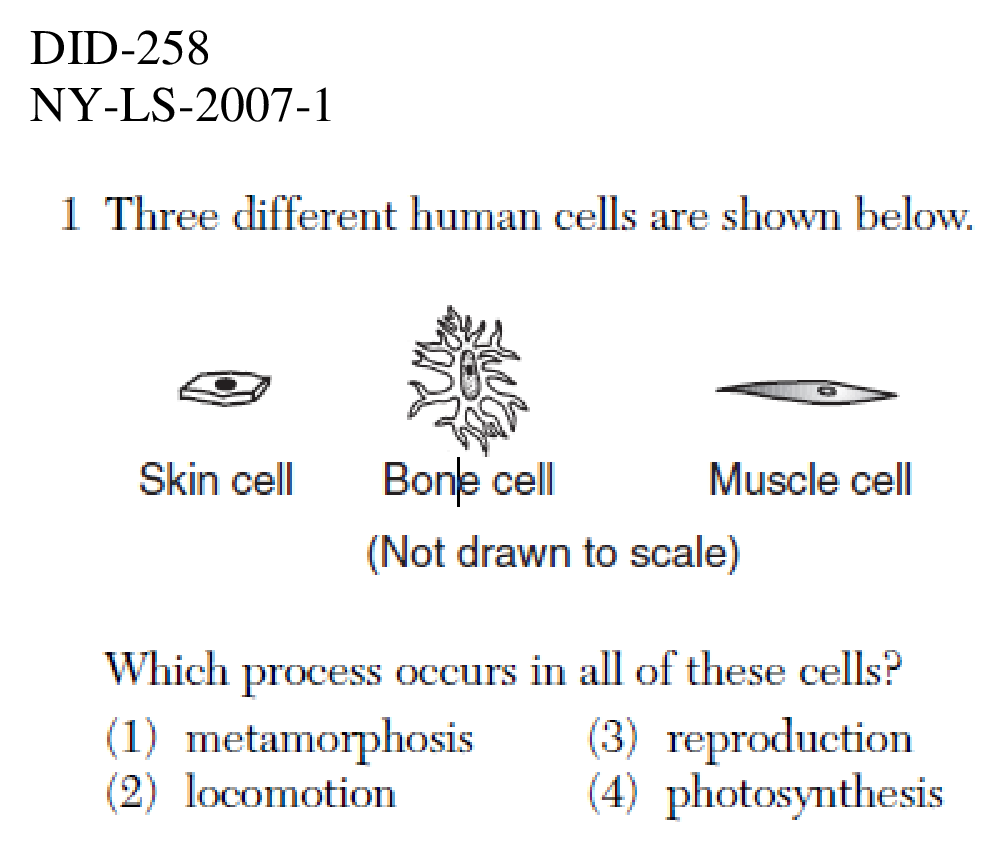 DID-258
NY-LS-2007-1
1 Three different human cells are shown below.
Skin cell Bone cell Muscle cell
(Not drawn to scale)
Which process occurs in all of these cells?
(1) metamorphosis (3) reproduction
(2) locomotion (4) photosynthesis